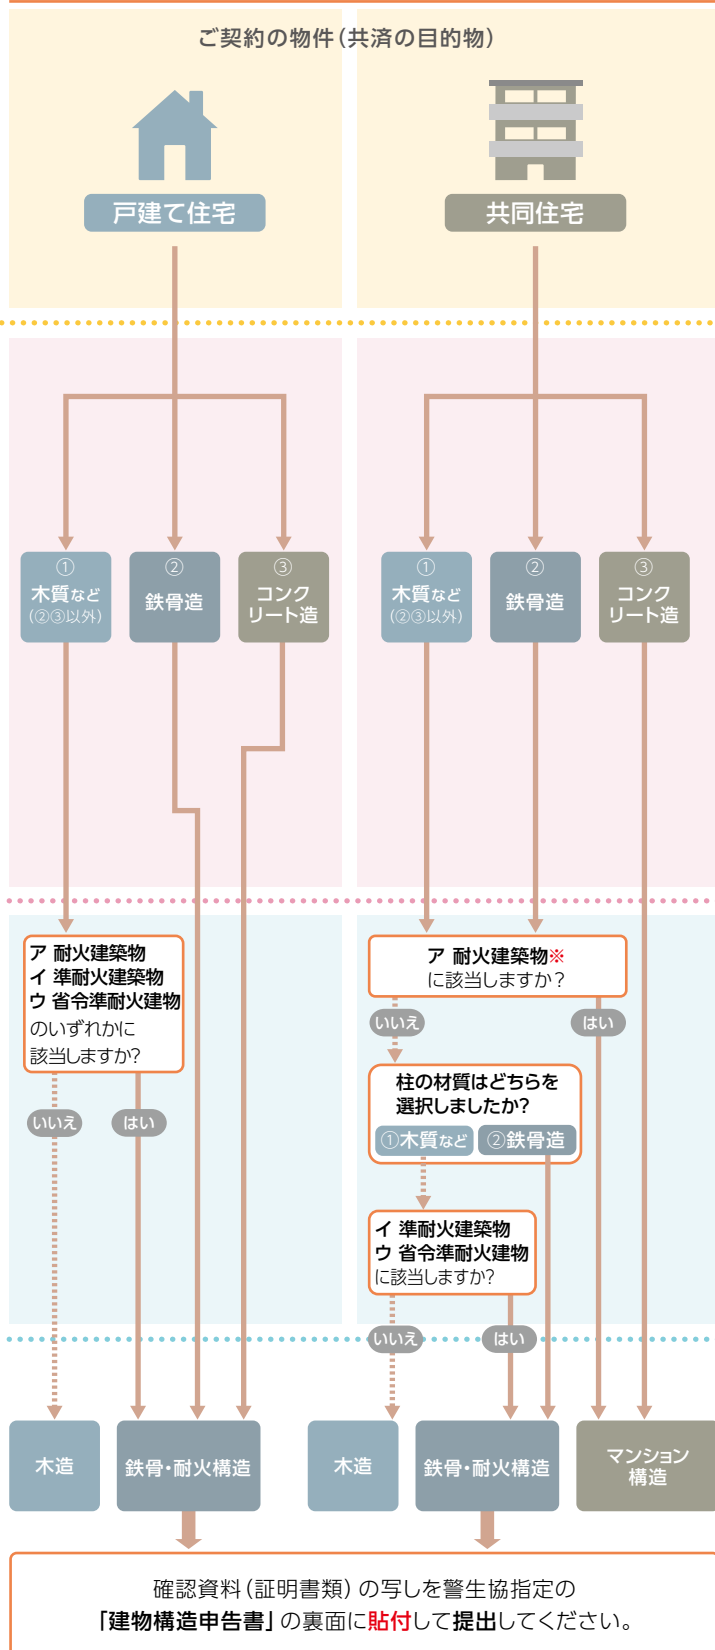 ご契約の物件（共済の目的物）
戸建て住宅
共同住宅
①
木質など
（②③以外）
②
鉄骨造
③
コンク
リート造
①
木質など
（②③以外）
②
鉄骨造
③
コンク
リート造
ア 耐火建築物
イ 準耐火建築物
ウ 省令準耐火建物
のいずれかに
該当しますか？
いいえ
はい
ア 耐火建築物※
に該当しますか？
いいえ
はい
柱の材質はどちらを
選択しましたか？
①木質など
②鉄骨造
イ 準耐火建築物
ウ 省令準耐火建物
に該当しますか？
いいえ
はい
木造
鉄骨・耐火構造
木造
鉄骨・耐火構造
マンション
構造
確認資料（証明書類）の写しを警生協指定の
「建物構造申告書」の裏面に貼付して提出してください。